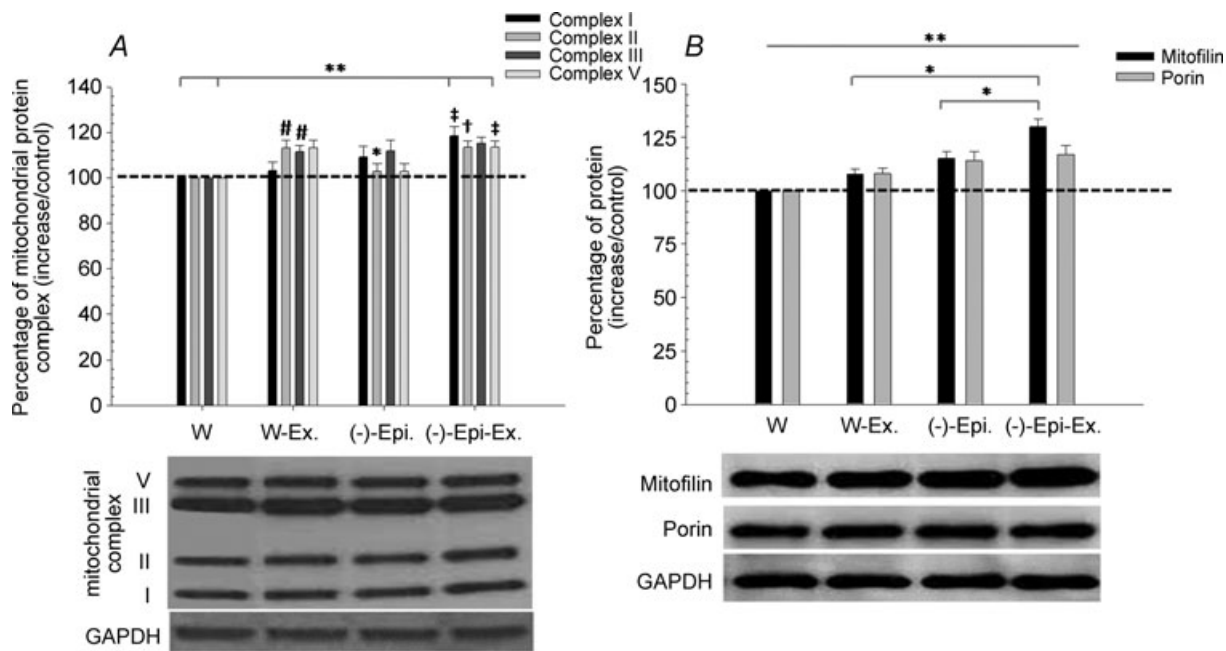 A
Complex I
Complex II
Complex III
Complex V
**
140
120
100
80
60
40
20
0
Percentage of mitochondrial protein
complex (increase/control)
# #
*
‡ † ‡
W
W-Ex.
(-)-Epi.
(-)-Epi-Ex.
mitochondrial
complex
V
III
II
I
GAPDH
B
Mitofilin
Porin
**
*
*
150
125
100
75
50
25
0
Percentage of protein
(increase/control)
W
W-Ex.
(-)-Epi.
(-)-Epi-Ex.
Mitofilin
Porin
GAPDH